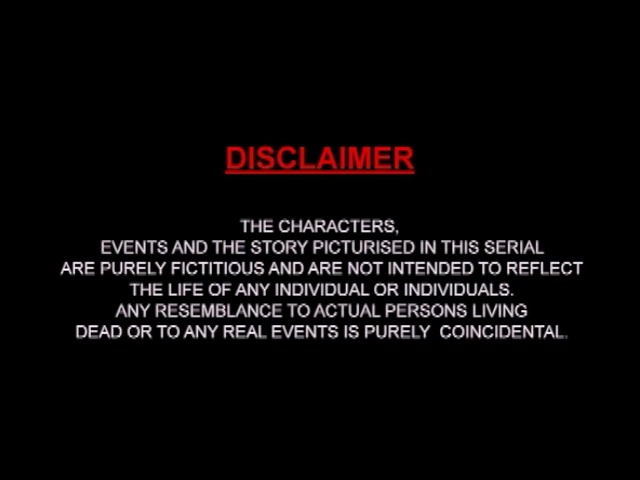 DISCLAIMER
THE CHARACTERS,
EVENTS AND THE STORY PICTURISED IN THIS SERIAL
ARE PURELY FICTITIOUS AND ARE NOT INTENDED TO REFLECT
THE LIFE OF ANY INDIVIDUAL OR INDIVIDUALS.
ANY RESEMBLANCE TO ACTUAL PERSONS LIVING
DEAD OR TO ANY REAL EVENTS IS PURELY COINCIDENTAL.